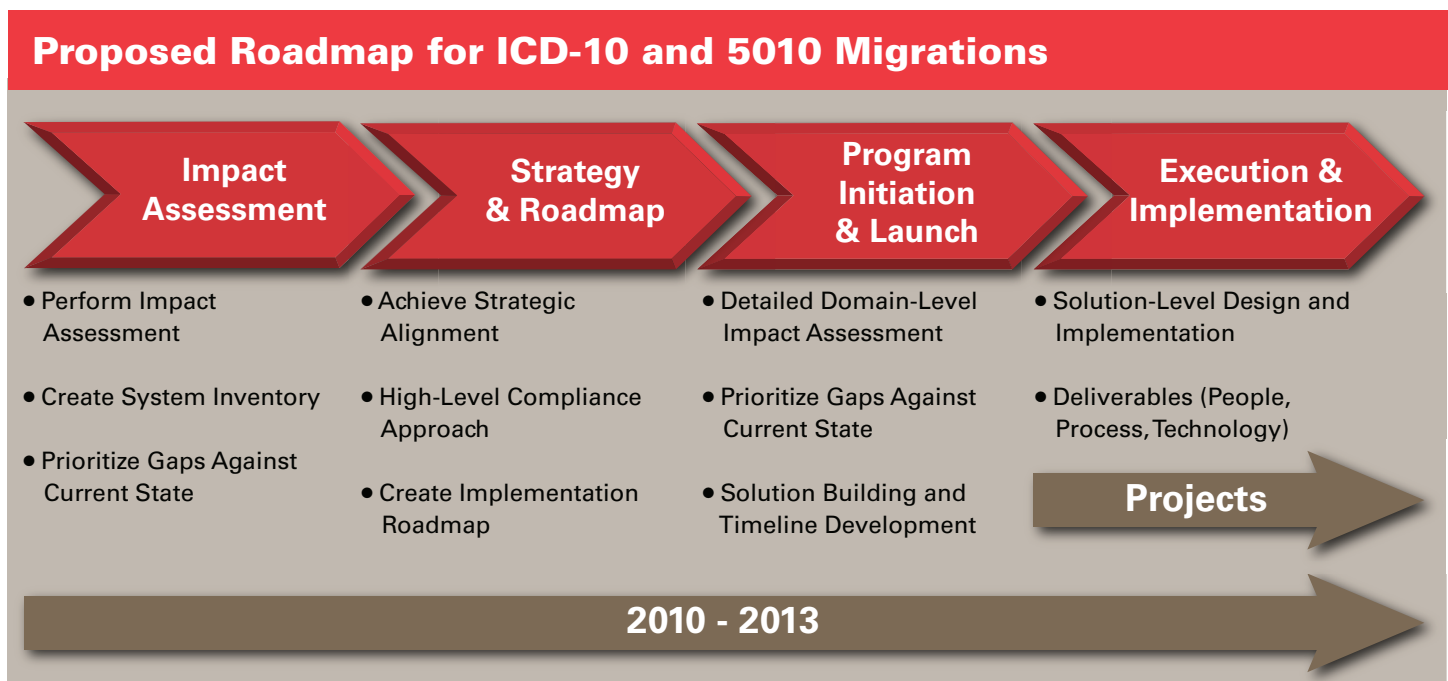 Proposed Roadmap for ICD-10 and 5010 Migrations
Impact
Assessment
Strategy
& Roadmap
Program
Initiation
& Launch
Execution &
Implementation
• Perform Impact
Assessment
• Create System Inventory
• Prioritize Gaps Against
Current State
• Achieve Strategic
Alignment
• High-Level Compliance
Approach
• Create Implementation
Roadmap
• Detailed Domain-Level
Impact Assessment
• Prioritize Gaps Against
Current State
• Solution Building and
Timeline Development
• Solution-Level Design and
Implementation
• Deliverables (People,
Process, Technology)
Projects
2010 - 2013